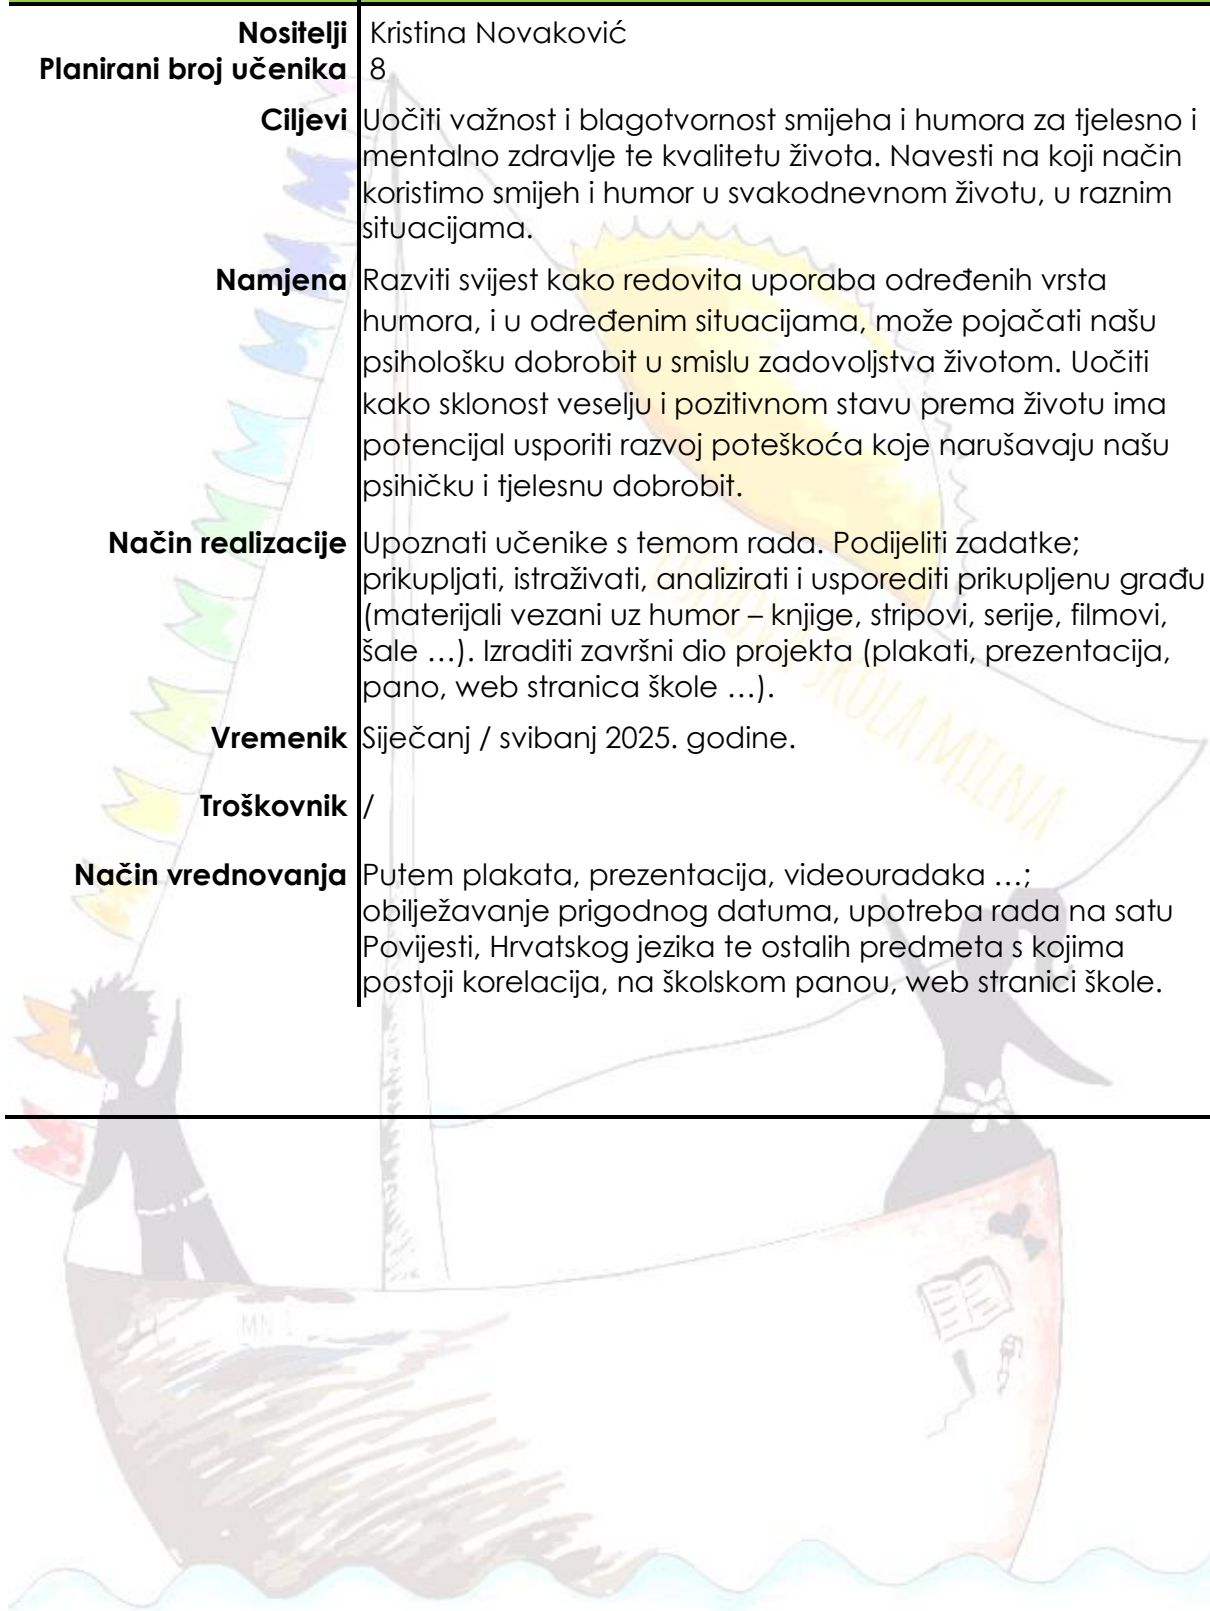 Nositelji Kristina Novaković
Planirani broj učenika 8
Ciljevi Uočiti važnost i blagotvornost smijeha i humora za tjelesno i
mentalno zdravlje te kvalitetu života. Navesti na koji način
koristimo smijeh i humor u svakodnevnom životu, u raznim
situacijama.
Namjena Razviti svijest kako redovita uporaba određenih vrsta
humora, i u određenim situacijama, može pojačati našu
psihološku dobrobit u smislu zadovoljstva životom. Uočiti
kako sklonost veselju i pozitivnom stavu prema životu ima
potencijal usporiti razvoj poteškoća koje narušavaju našu
psihičku i tjelesnu dobrobit.
Način realizacije Upoznati učenike s temom rada. Podijeliti zadatke;
prikupljati, istraživati, analizirati i usporediti prikupljenu građu
(materijali vezani uz humor – knjige, stripovi, serije, filmovi,
šale …). Izraditi završni dio projekta (plakati, prezentacija,
pano, web stranica škole …).
Vremenik Siječanj / svibanj 2025. godine.
Troškovnik /
Način vrednovanja Putem plakata, prezentacija, videouradaka …;
obilježavanje prigodnog datuma, upotreba rada na satu
Povijesti, Hrvatskog jezika te ostalih predmeta s kojima
postoji korelacija, na školskom panou, web stranici škole.
ŠKOLA MILNA